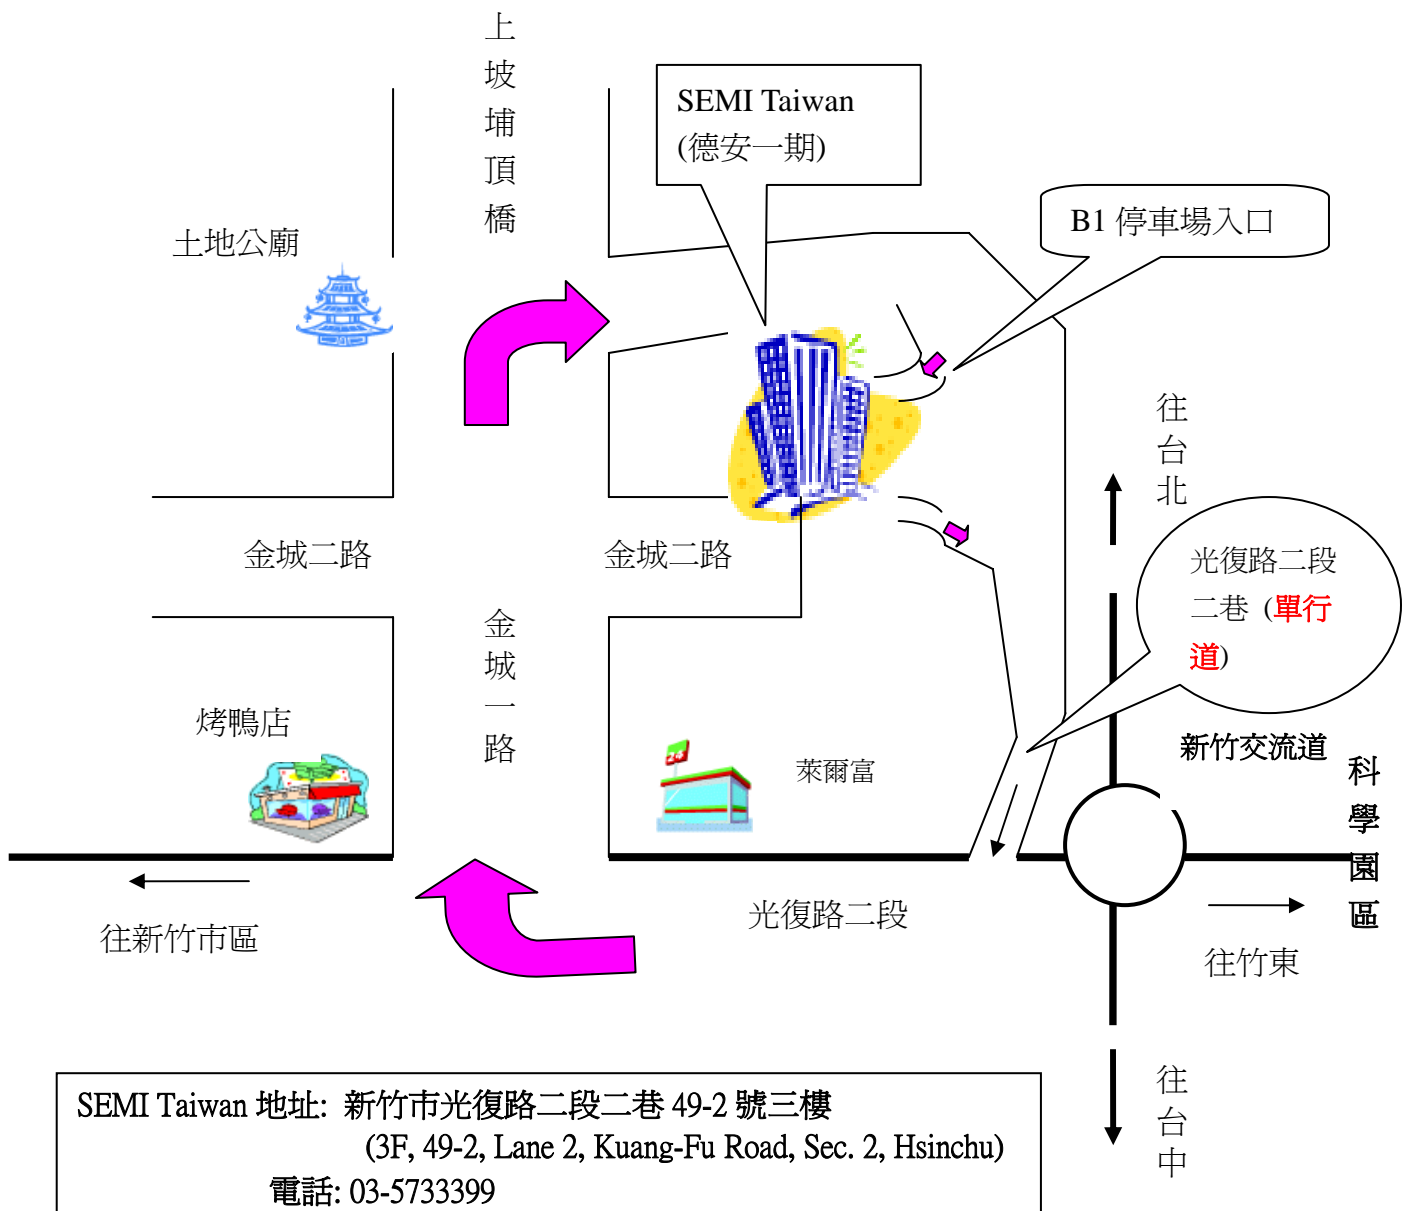 上坡埔頂橋
SEMI Taiwan
(德安一期)
B1 停車場入口
土地公廟
往台北
光復路二段
二巷 (單行
道)
金城二路
金城二路
金城一路
烤鴨店
24
萊爾富
新竹交流道
科學園區
光復路二段
往新竹市區
往竹東
往台中
SEMI Taiwan 地址: 新竹市光復路二段二巷 49-2 號三樓
(3F, 49-2, Lane 2, Kuang-Fu Road, Sec. 2, Hsinchu)
電話: 03-5733399